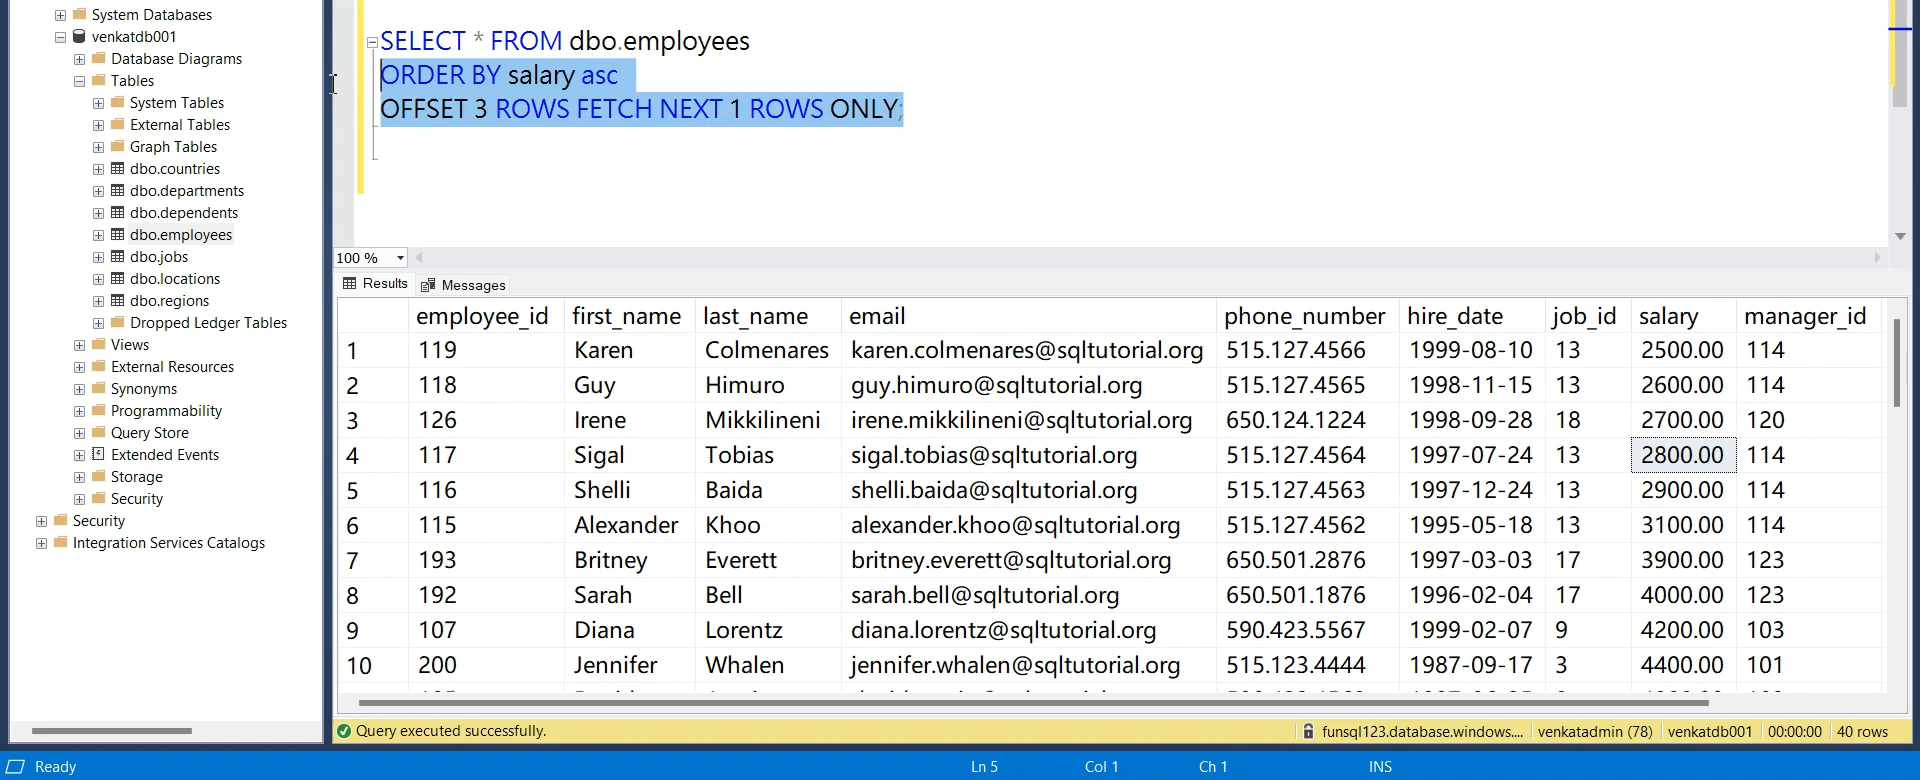 System Databases
venkatdb001
Database Diagrams
Tables
System Tables
External Tables
Graph Tables
dbo.countries
dbo.departments
dbo.dependents
dbo.employees
dbo.jobs
dbo.locations
dbo.regions
Dropped Ledger Tables
Views
External Resources
Synonyms
Programmability
Query Store
Extended Events
Storage
Security
Security
Integration Services Catalogs
SELECT * FROM dbo.employees
ORDER BY salary asc
OFFSET 3 ROWS FETCH NEXT 1 ROWS ONLY;
100 %
Results Messages
employee_id first_name last_name email phone_number hire_date job_id salary manager_id
1 119 Karen Colmenares karen.colmenares@sqltutorial.org 515.127.4566 1999-08-10 13 2500.00 114
2 118 Guy Himuro guy.himuro@sqltutorial.org 515.127.4565 1998-11-15 13 2600.00 114
3 126 Irene Mikkilineni irene.mikkilineni@sqltutorial.org 650.124.1224 1998-09-28 18 2700.00 120
4 117 Sigal Tobias sigal.tobias@sqltutorial.org 515.127.4564 1997-07-24 13 2800.00 114
5 116 Shelli Baida shelli.baida@sqltutorial.org 515.127.4563 1997-12-24 13 2900.00 114
6 115 Alexander Khoo alexander.khoo@sqltutorial.org 515.127.4562 1995-05-18 13 3100.00 114
7 193 Britney Everett britney.everett@sqltutorial.org 650.501.2876 1997-03-03 17 3900.00 123
8 192 Sarah Bell sarah.bell@sqltutorial.org 650.501.1876 1996-02-04 17 4000.00 123
9 107 Diana Lorentz diana.lorentz@sqltutorial.org 590.423.5567 1999-02-07 9 4200.00 103
10 200 Jennifer Whalen jennifer.whalen@sqltutorial.org 515.123.4444 1987-09-17 3 4400.00 101
Query executed successfully. funsql123.database.windows.... venkatadmin (78) venkatdb001 00:00:00 40 rows
Ready Ln 5 Col 1 Ch 1 INS